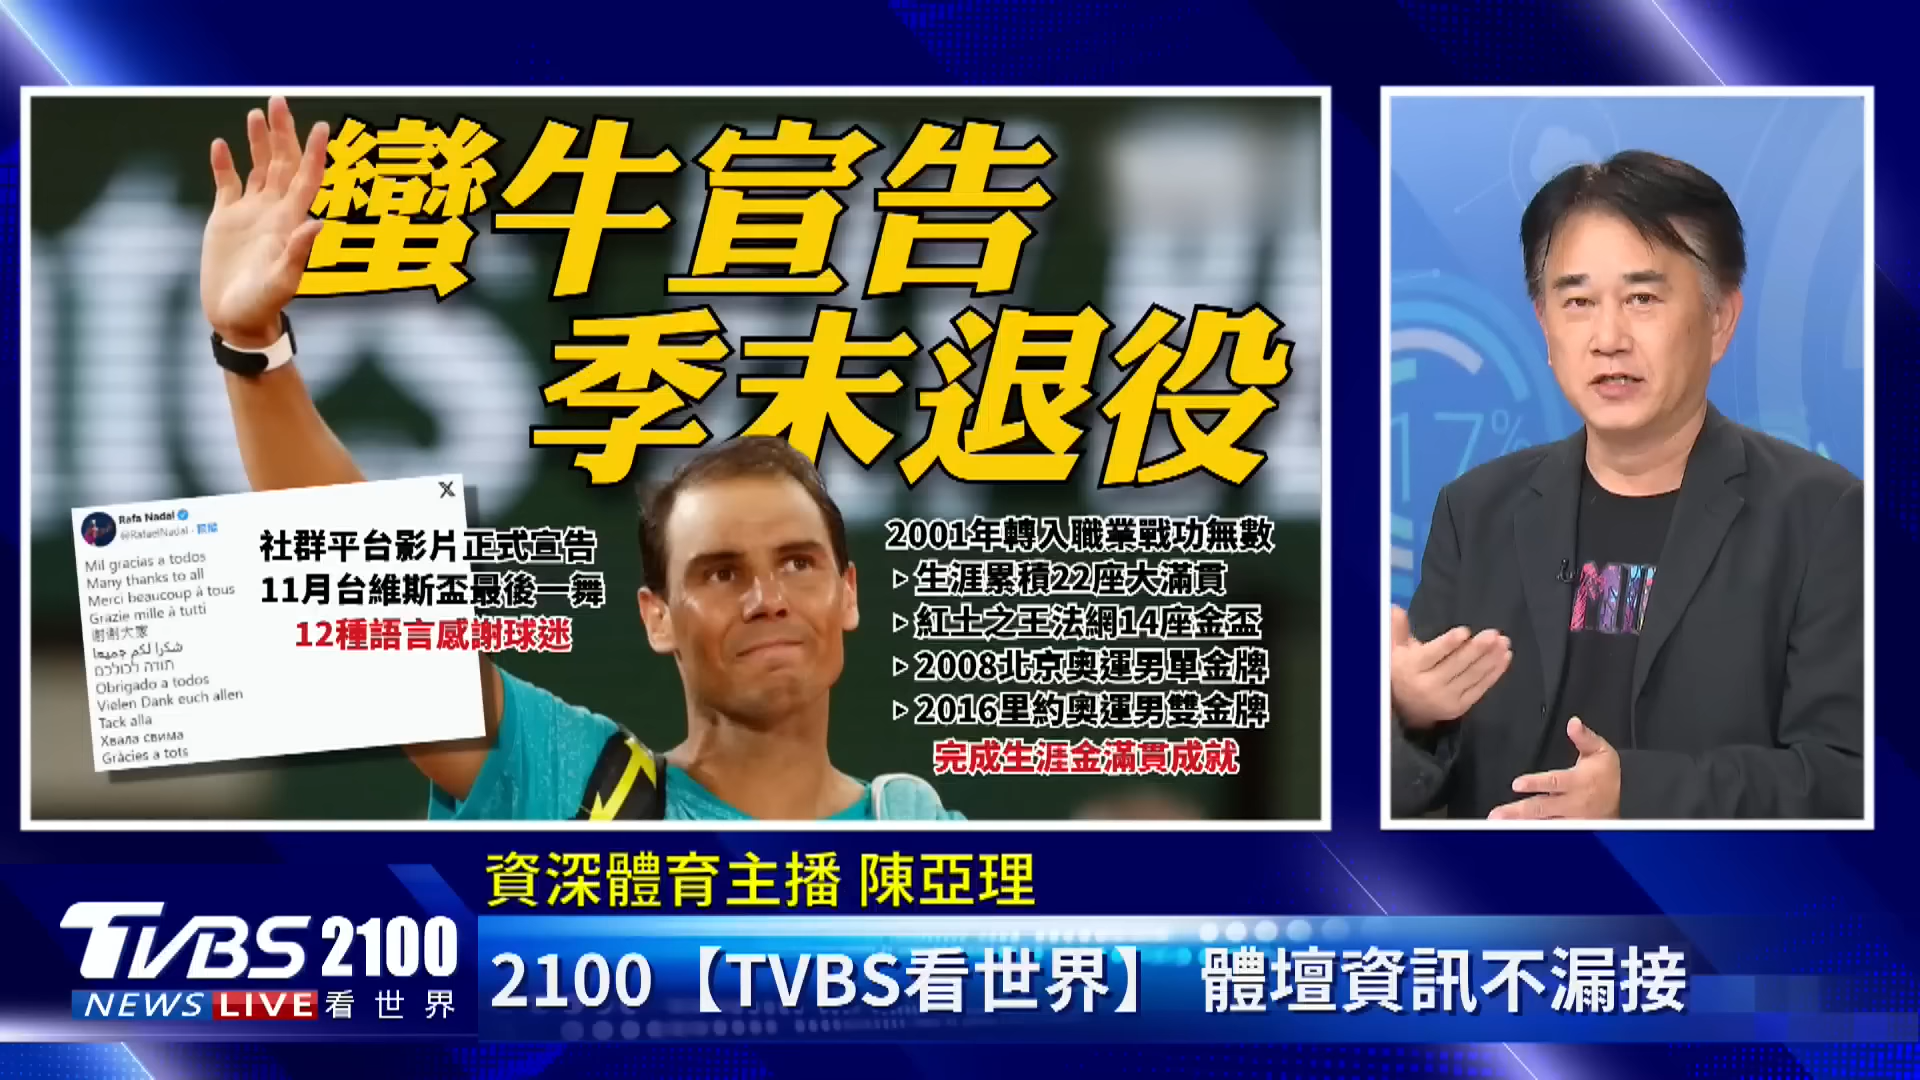 蠻牛宣告
季末退役
X
Rafa Nadal
@RafaelNadal
Mil gracias a todos
Many thanks to all
Merci beaucoup à tous
Grazie mille à tutti
谢谢大家
شكرا لكم جميعا
תודה לכולכם
Obrigado a todos
Vielen Dank euch allen
Tack alla
Хвала свима
Gràcies a tots
社群平台影片正式宣告
11月台維斯盃最後一舞
12種語言感謝球迷
2001年轉入職業戰功無數
▸生涯累積22座大滿貫
▸紅土之王法網14座金盃
▸2008北京奧運男單金牌
▸2016里約奧運男雙金牌
完成生涯金滿貫成就
17%
資深體育主播 陳亞理
TVBS 2100
NEWS LIVE 看世界
2100【TVBS看世界】 體壇資訊不漏接